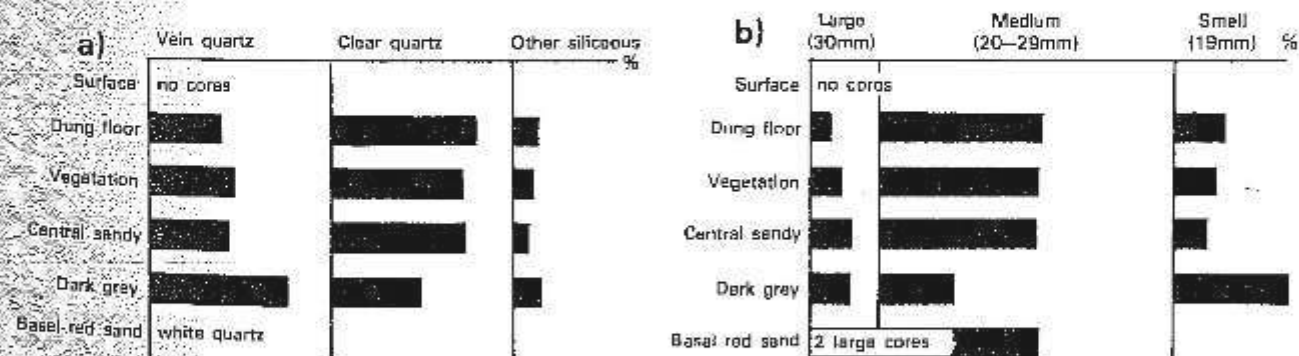 a) Vein quartz Clear quartz Other siliceous
%
Surface no cores
Dung floor
Vegetation
Central sandy
Dark grey
Basal red sand white quartz
b) Large Medium Small
(30mm) (20–29mm) (19mm) %
Surface no cores
Dung floor
Vegetation
Central sandy
Dark grey
Basal red sand 2 large cores